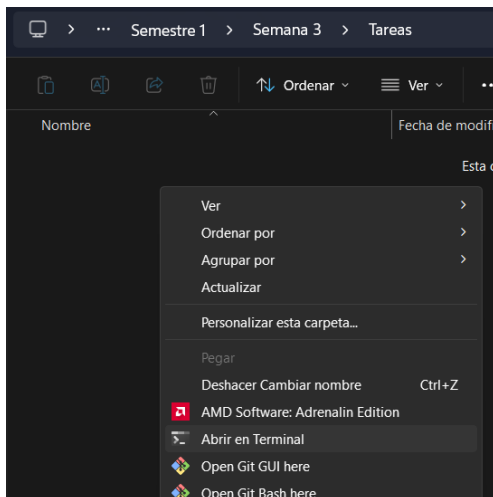 Semestre 1 > Semana 3 > Tareas
Ordenar Ver
Nombre Fecha de modifi
Esta
Ver
Ordenar por
Agrupar por
Actualizar
Personalizar esta carpeta...
Pegar
Deshacer Cambiar nombre Ctrl+Z
AMD Software: Adrenalin Edition
Abrir en Terminal
Open Git GUI here
Open Git Bash here